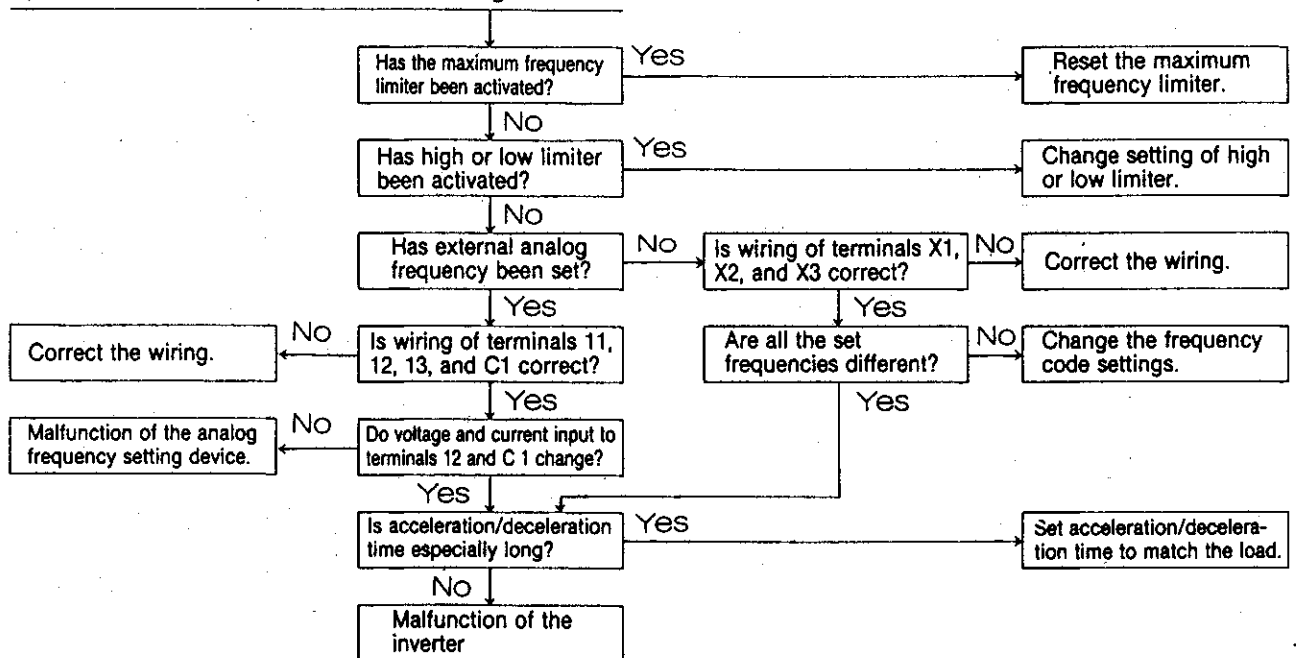 Has the maximum frequency
limiter been activated?
Yes
Reset the maximum
frequency limiter.
No
Has high or low limiter
been activated?
Yes
Change setting of high
or low limiter.
No
Has external analog
frequency been set?
No
Is wiring of terminals X1,
X2, and X3 correct?
No
Correct the wiring.
Yes
Yes
Correct the wiring.
No
Is wiring of terminals 11,
12, 13, and C1 correct?
Are all the set
frequencies different?
No
Change the frequency
code settings.
Yes
Yes
Malfunction of the analog
frequency setting device.
No
Do voltage and current input to
terminals 12 and C 1 change?
Yes
Is acceleration/deceleration
time especially long?
Yes
Set acceleration/decelera-
tion time to match the load.
No
Malfunction of the
inverter